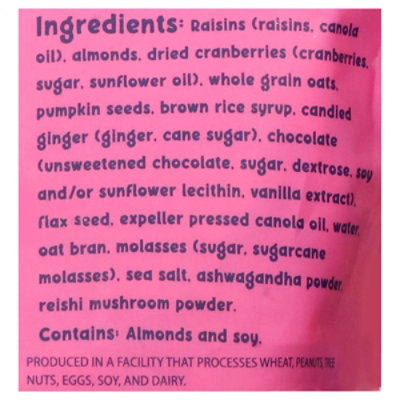 Ingredients: Raisins (raisins, canola
oil), almonds, dried cranberries (cranberries,
sugar, sunflower oil), whole grain oats,
pumpkin seeds, brown rice syrup, candied
ginger (ginger, cane sugar), chocolate
(unsweetened chocolate, sugar, dextrose, soy
and/or sunflower lecithin, vanilla extract),
flax seed, expeller pressed canola oil, water,
oat bran, molasses (sugar, sugarcane
molasses), sea salt, ashwagandha powder,
reishi mushroom powder.
Contains: Almonds and soy.
PRODUCED IN A FACILITY THAT PROCESSES WHEAT, PEANUTS, TREE
NUTS, EGGS, SOY, AND DAIRY.